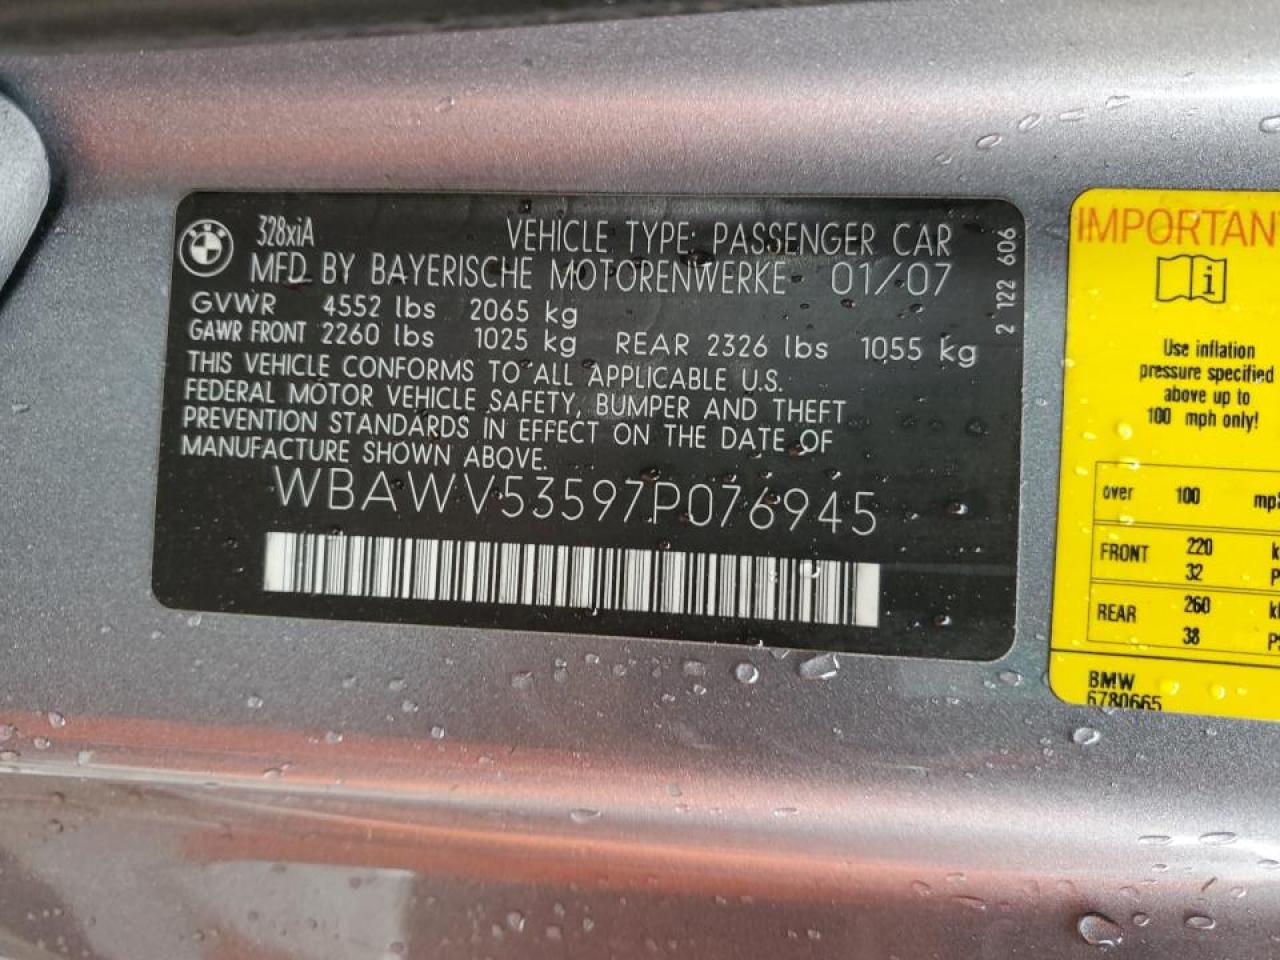 328xiA VEHICLE TYPE: PASSENGER CAR
MFD BY BAYERISCHE MOTORENWERKE 01/07
GVWR 4552 lbs 2065 kg
GAWR FRONT 2260 lbs 1025 kg REAR 2326 lbs 1055 kg
THIS VEHICLE CONFORMS TO ALL APPLICABLE U.S.
FEDERAL MOTOR VEHICLE SAFETY, BUMPER AND THEFT
PREVENTION STANDARDS IN EFFECT ON THE DATE OF
MANUFACTURE SHOWN ABOVE.
WBAWV53597P076945
2 122 606
IMPORTAN
Use inflation
pressure specified
above up to
100 mph only!
over 100 mp
FRONT 220 k
32 P
REAR 260 k
38 P
BMW
6780665